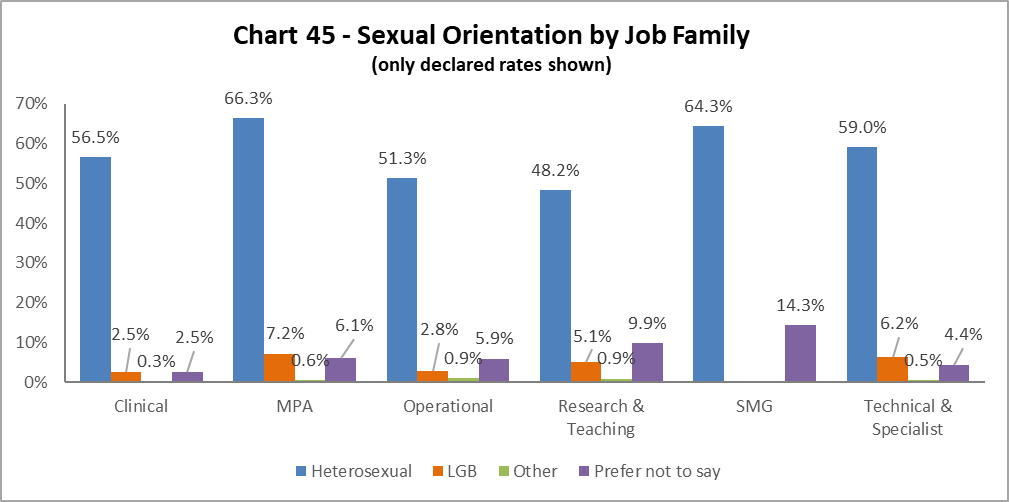 Chart 45 - Sexual Orientation by Job Family
(only declared rates shown)
70%
60%
50%
40%
30%
20%
10%
0%
56.5%
2.5%
0.3%
2.5%
66.3%
7.2%
0.6%
6.1%
51.3%
2.8%
0.9%
5.9%
48.2%
5.1%
0.9%
9.9%
64.3%
14.3%
59.0%
6.2%
0.5%
4.4%
Clinical
MPA
Operational
Research &
Teaching
SMG
Technical &
Specialist
Heterosexual
LGB
Other
Prefer not to say